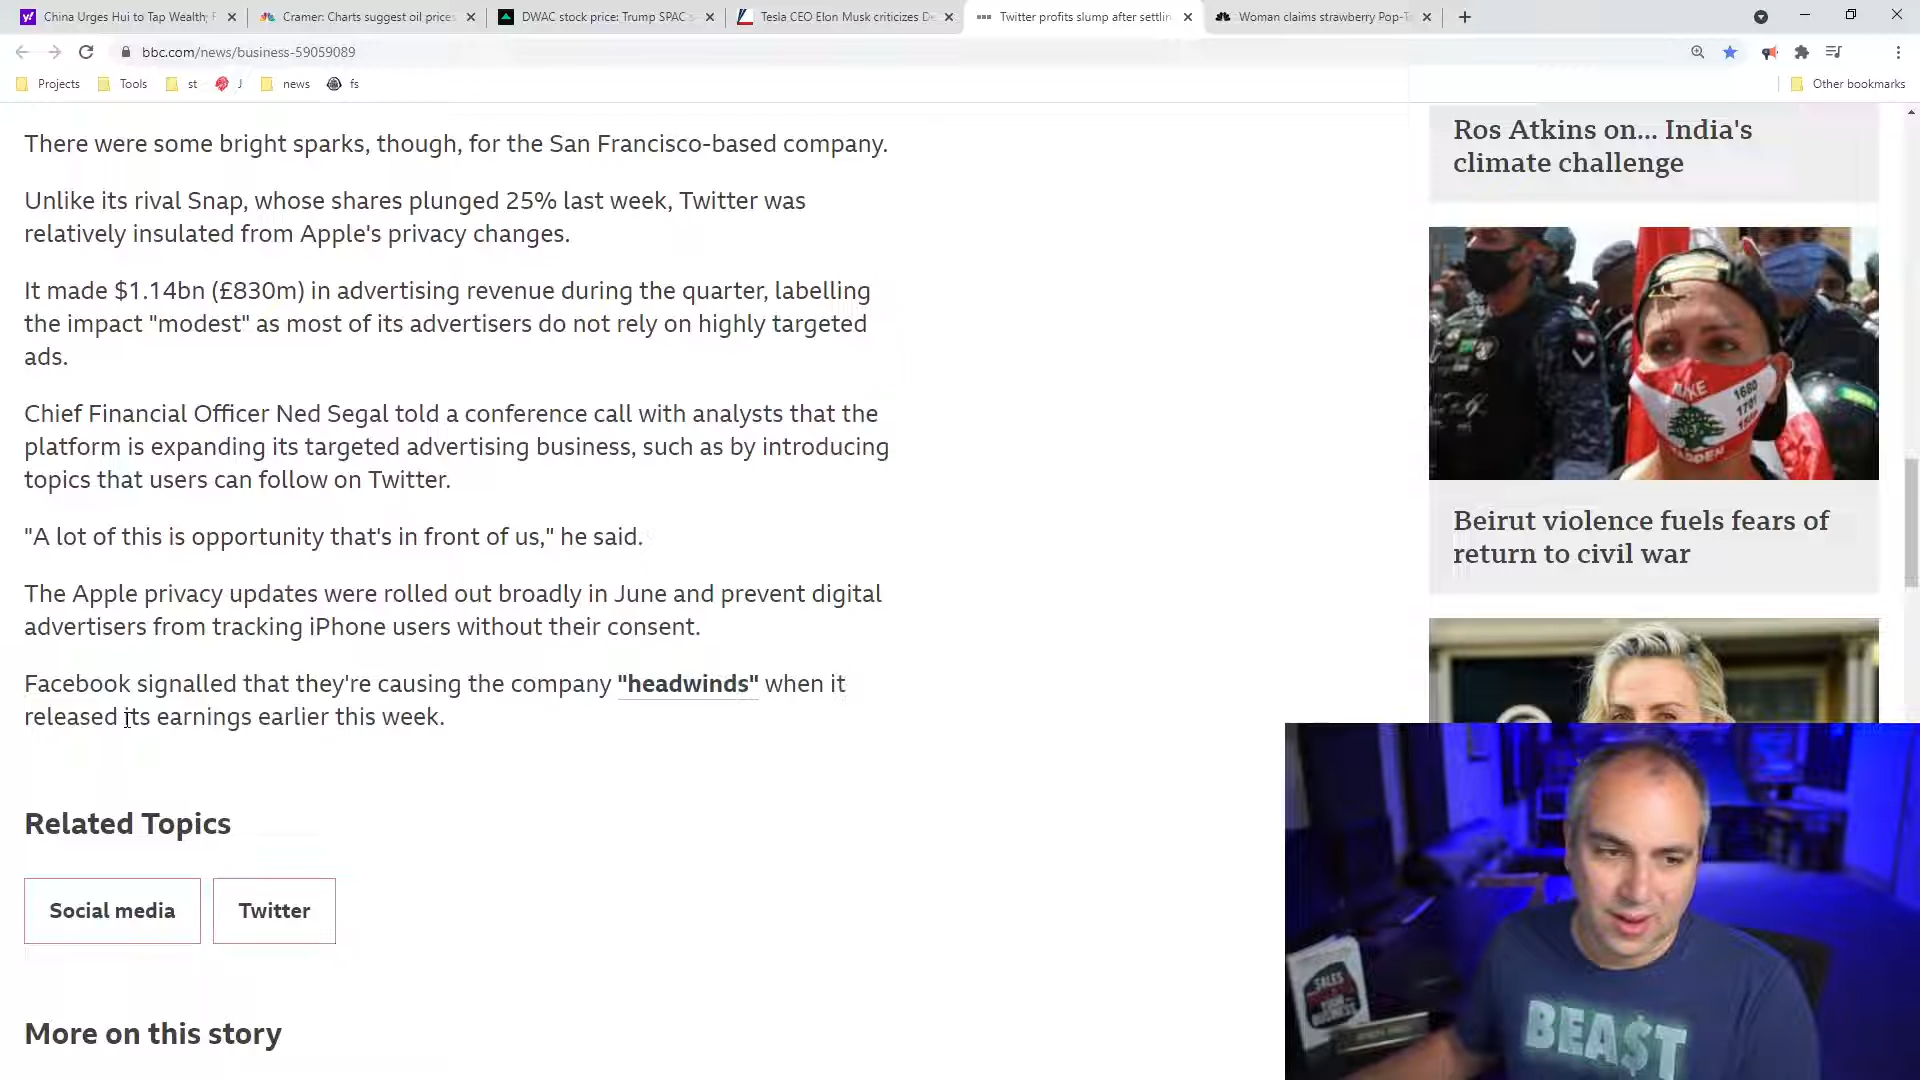 China Urges Hui to Tap Wealth
Cramer: Charts suggest oil prices
DWAC stock price: Trump SPAC s
Tesla CEO Elon Musk criticizes De
Twitter profits slump after settlin
Woman claims strawberry Pop-T
bbc.com/news/business-59059089
Projects
Tools
st
J
news
fs
Other bookmarks
There were some bright sparks, though, for the San Francisco-based company.
Unlike its rival Snap, whose shares plunged 25% last week, Twitter was
relatively insulated from Apple's privacy changes.
It made $1.14bn (£830m) in advertising revenue during the quarter, labelling
the impact "modest" as most of its advertisers do not rely on highly targeted
ads.
Chief Financial Officer Ned Segal told a conference call with analysts that the
platform is expanding its targeted advertising business, such as by introducing
topics that users can follow on Twitter.
"A lot of this is opportunity that's in front of us," he said.
The Apple privacy updates were rolled out broadly in June and prevent digital
advertisers from tracking iPhone users without their consent.
Facebook signalled that they're causing the company "headwinds" when it
released its earnings earlier this week.
Related Topics
Social media
Twitter
More on this story
Ros Atkins on... India's
climate challenge
1680
Beirut violence fuels fears of
return to civil war
SALES
YOUR
BUSINESS
BEA$T